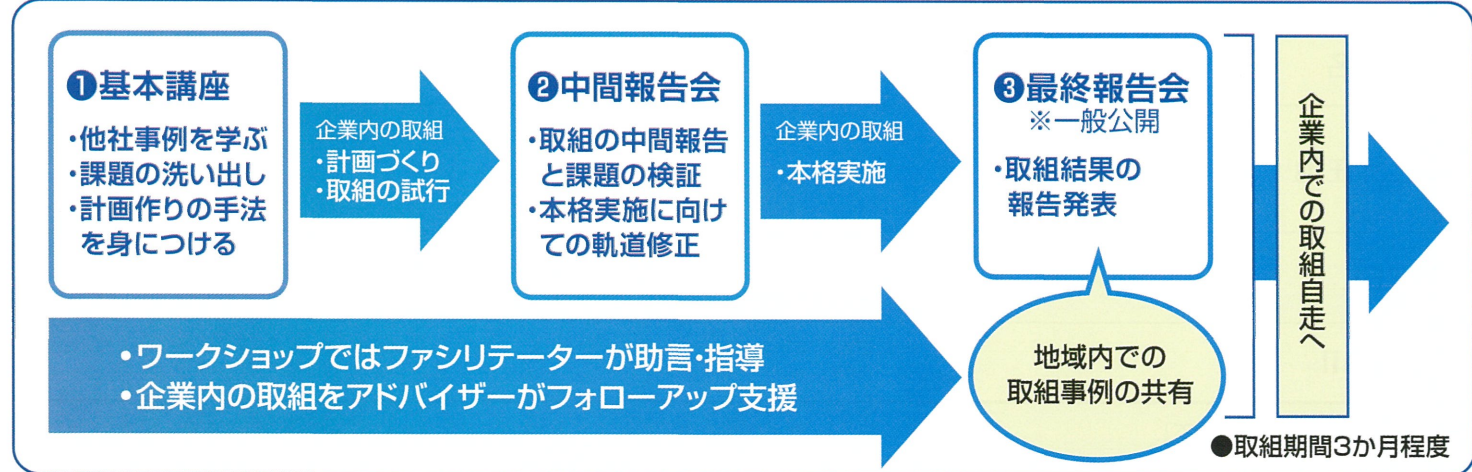 ❶基本講座
・他社事例を学ぶ
・課題の洗い出し
・計画作りの手法
を身につける
企業内の取組
・計画づくり
・取組の試行
❷中間報告会
・取組の中間報告
と課題の検証
・本格実施に向け
ての軌道修正
企業内の取組
・本格実施
❸最終報告会
※一般公開
・取組結果の
報告発表
企業内での取組自走へ
•ワークショップではファシリテーターが助言・指導
•企業内の取組をアドバイザーがフォローアップ支援
地域内での
取組事例の共有
●取組期間3か月程度